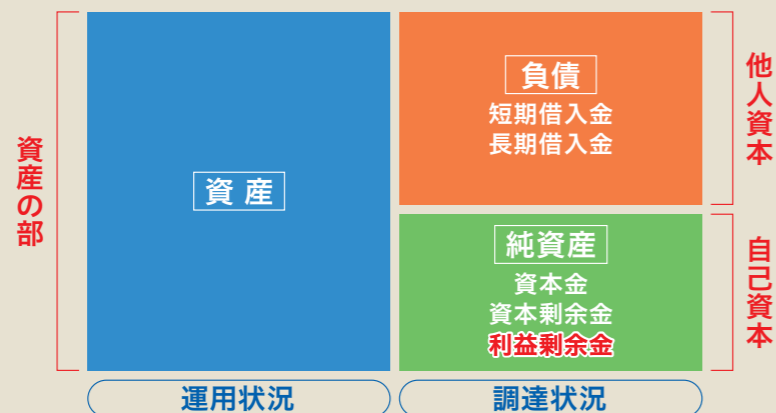 資産の部
資産
負債
短期借入金
長期借入金
他人資本
純資産
資本金
資本剰余金
利益剰余金
自己資本
運用状況
調達状況